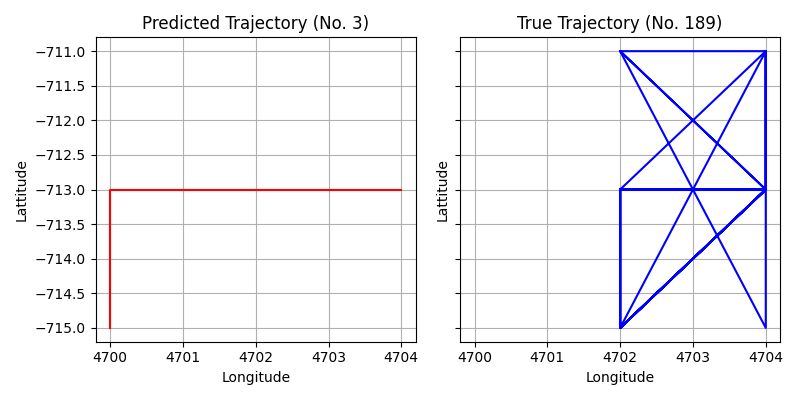 Predicted Trajectory (No. 3)
True Trajectory (No. 189)
−711.0
−711.5
−712.0
−712.5
−713.0
−713.5
−714.0
−714.5
−715.0
Lattitude
Lattitude
4700 4701 4702 4703 4704
4700 4701 4702 4703 4704
Longitude
Longitude